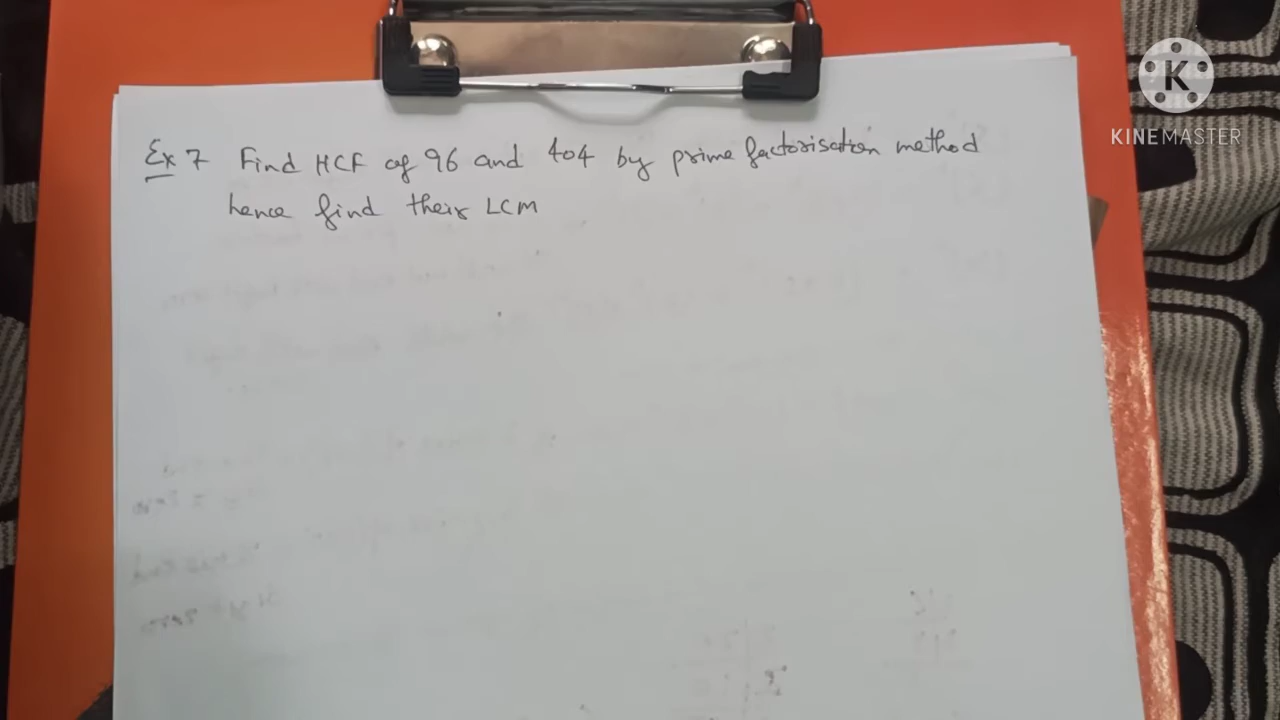 Ex 7 Find HCF of 96 and 404 by prime factorisation method
hence find their LCM
K
KINEMASTER